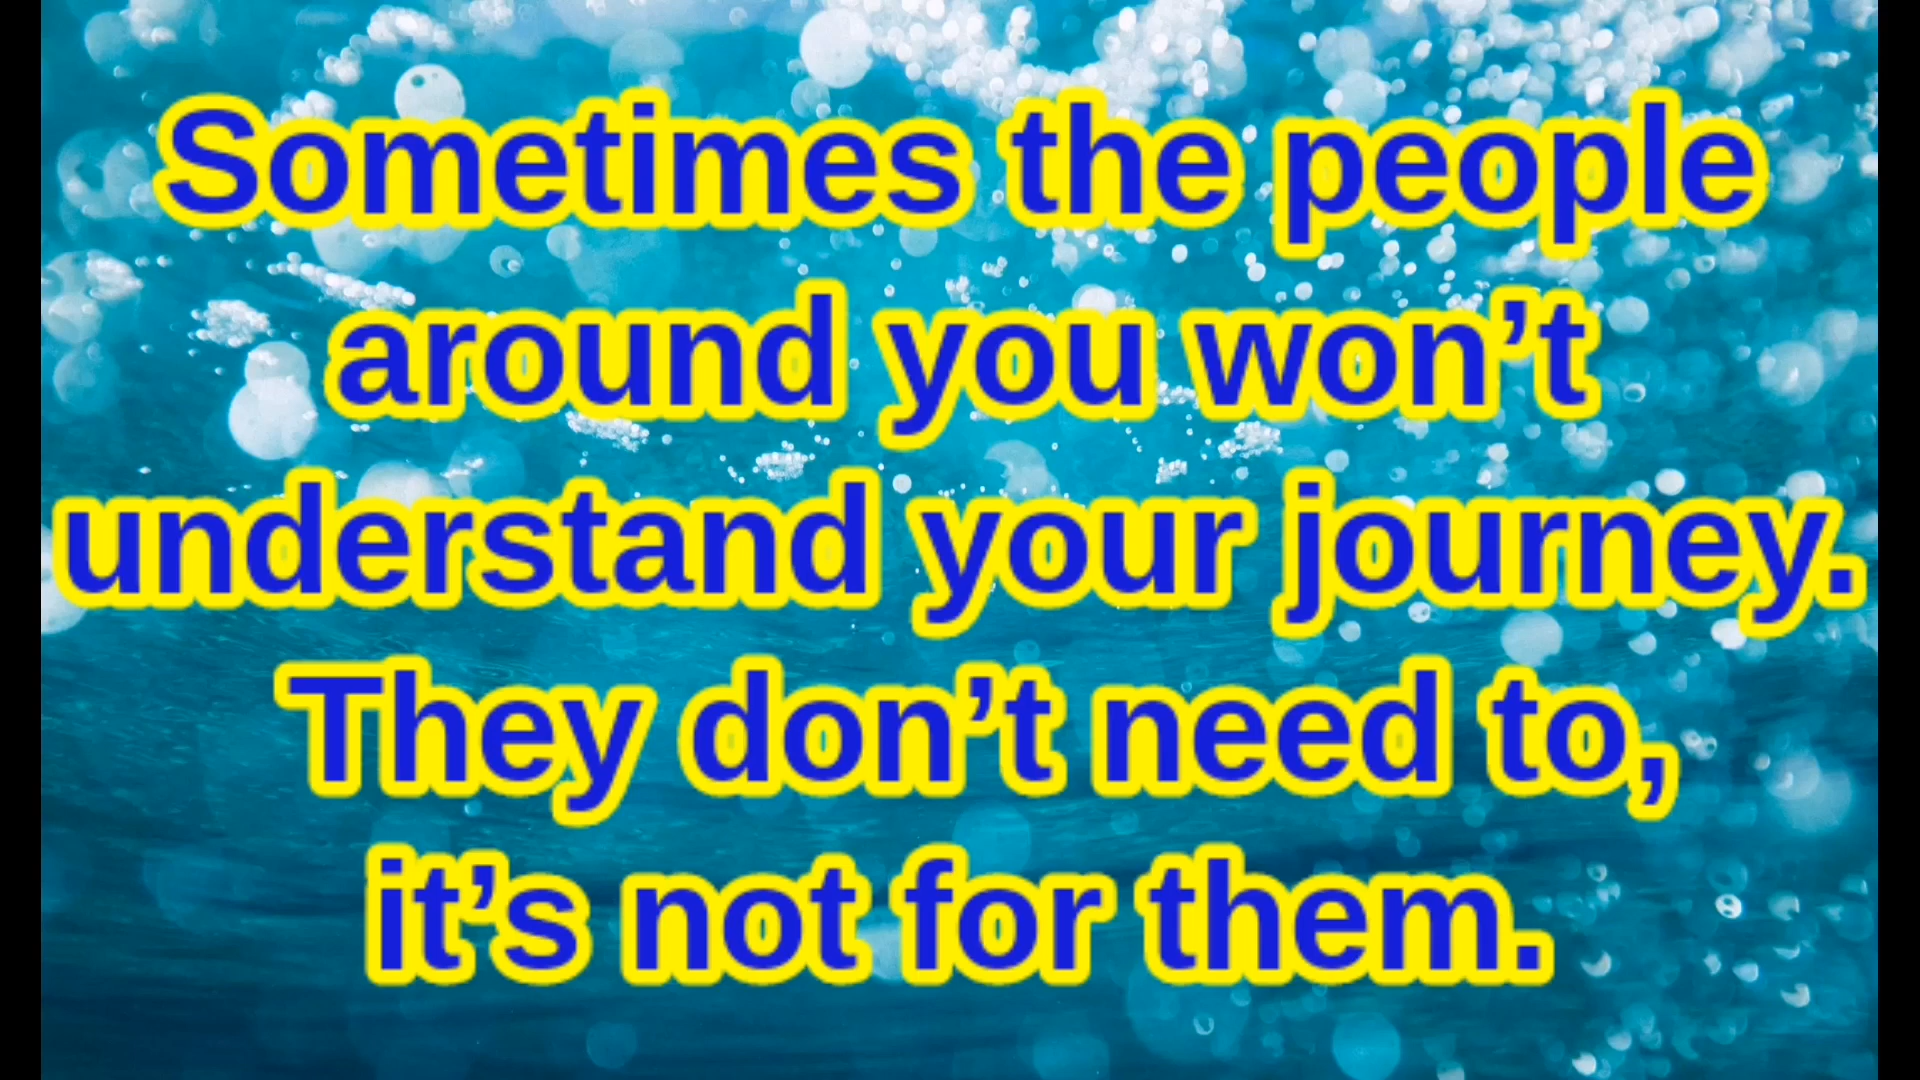 Sometimes the people
around you won’t
understand your journey.
They don’t need to,
it’s not for them.